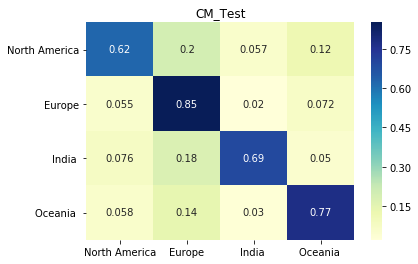 CM_Test
North America 0.62 0.2 0.057 0.12
Europe 0.055 0.85 0.02 0.072
India 0.076 0.18 0.69 0.05
Oceania 0.058 0.14 0.03 0.77
North America Europe India Oceania
0.75
0.60
0.45
0.30
0.15